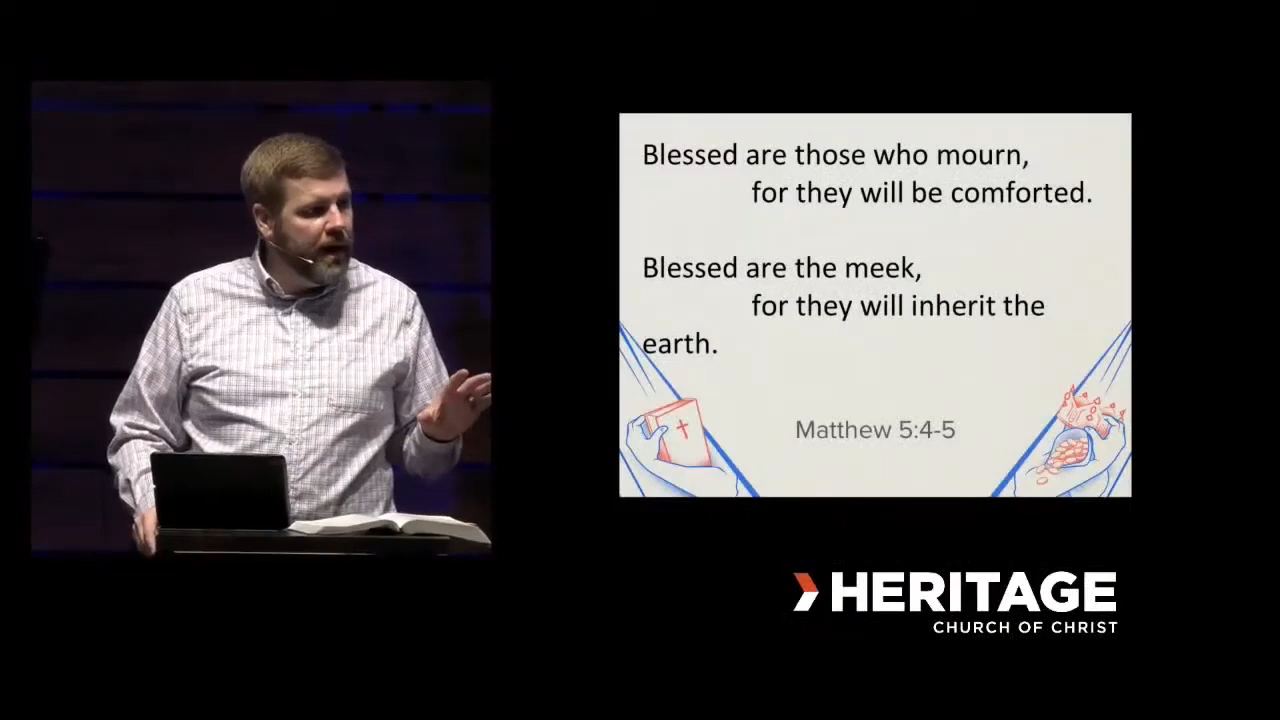 Blessed are those who mourn,
for they will be comforted.
Blessed are the meek,
for they will inherit the
earth.
Matthew 5:4-5
HERITAGE
CHURCH OF CHRIST